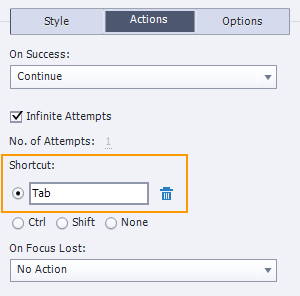 Style Actions Options
On Success:
Continue
Infinite Attempts
No. of Attempts: 1
Shortcut:
Tab
Ctrl Shift None
On Focus Lost:
No Action